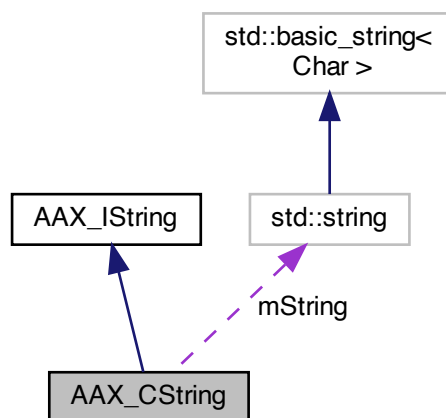 std::basic_string<
Char >
AAX_IString
std::string
mString
AAX_CString